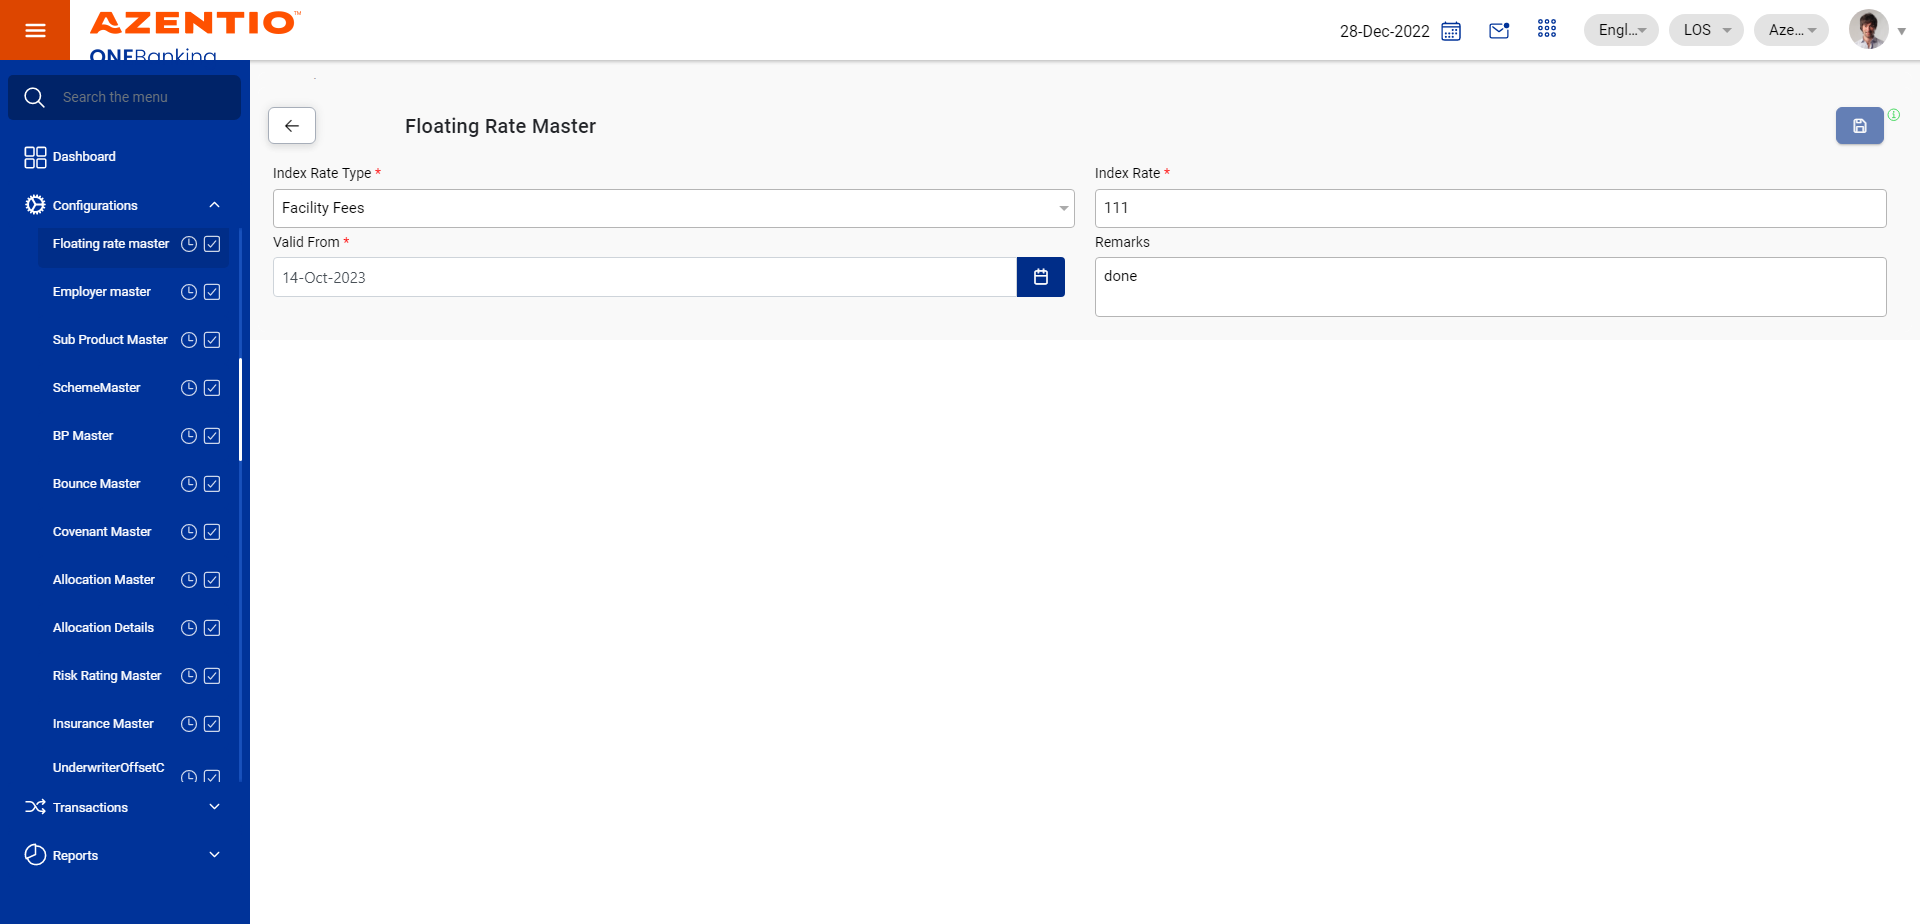 AZENTIO™
ONEBanking
28-Dec-2022
Engl...
LOS
Aze...
Search the menu
Dashboard
Configurations
Floating rate master
Employer master
Sub Product Master
SchemeMaster
BP Master
Bounce Master
Covenant Master
Allocation Master
Allocation Details
Risk Rating Master
Insurance Master
UnderwriterOffsetC
Transactions
Reports
Floating Rate Master
Index Rate Type *
Facility Fees
Index Rate *
111
Valid From *
14-Oct-2023
Remarks
done